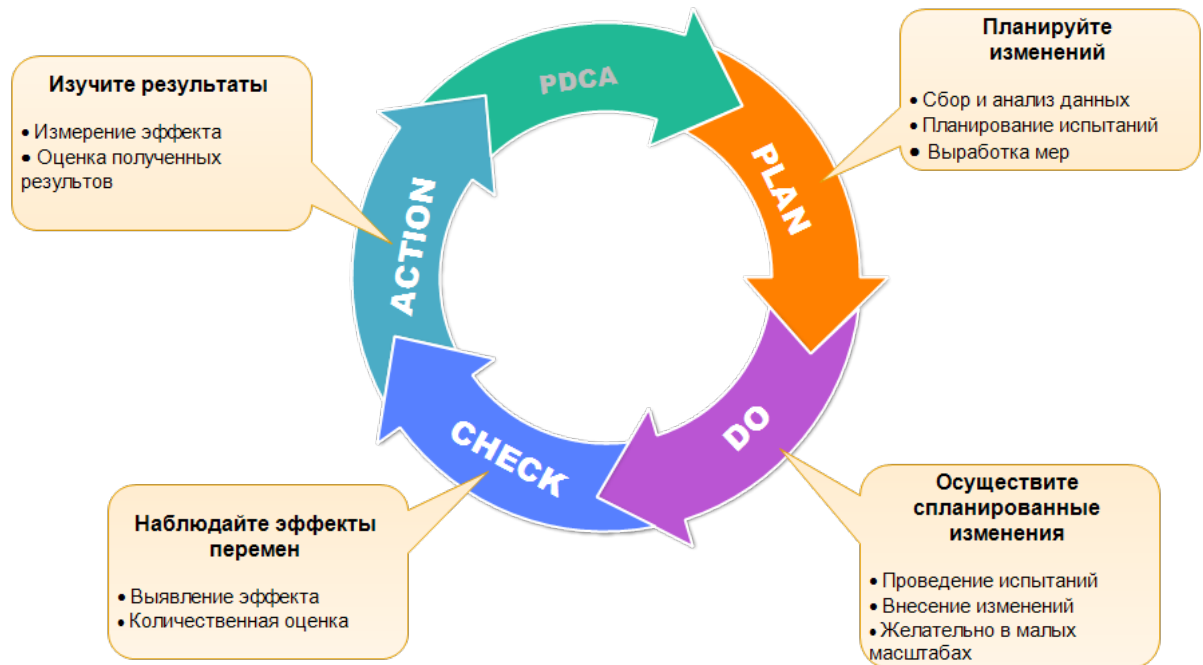 PDCA
Планируйте
изменений
• Сбор и анализ данных
• Планирование испытаний
• Выработка мер
PLAN
Осуществите
спланированные
изменения
• Проведение испытаний
• Внесение изменений
• Желательно в малых
масштабах
DO
Наблюдайте эффекты
перемен
• Выявление эффекта
• Количественная оценка
CHECK
Изучите результаты
• Измерение эффекта
• Оценка полученных
результов
ACTION